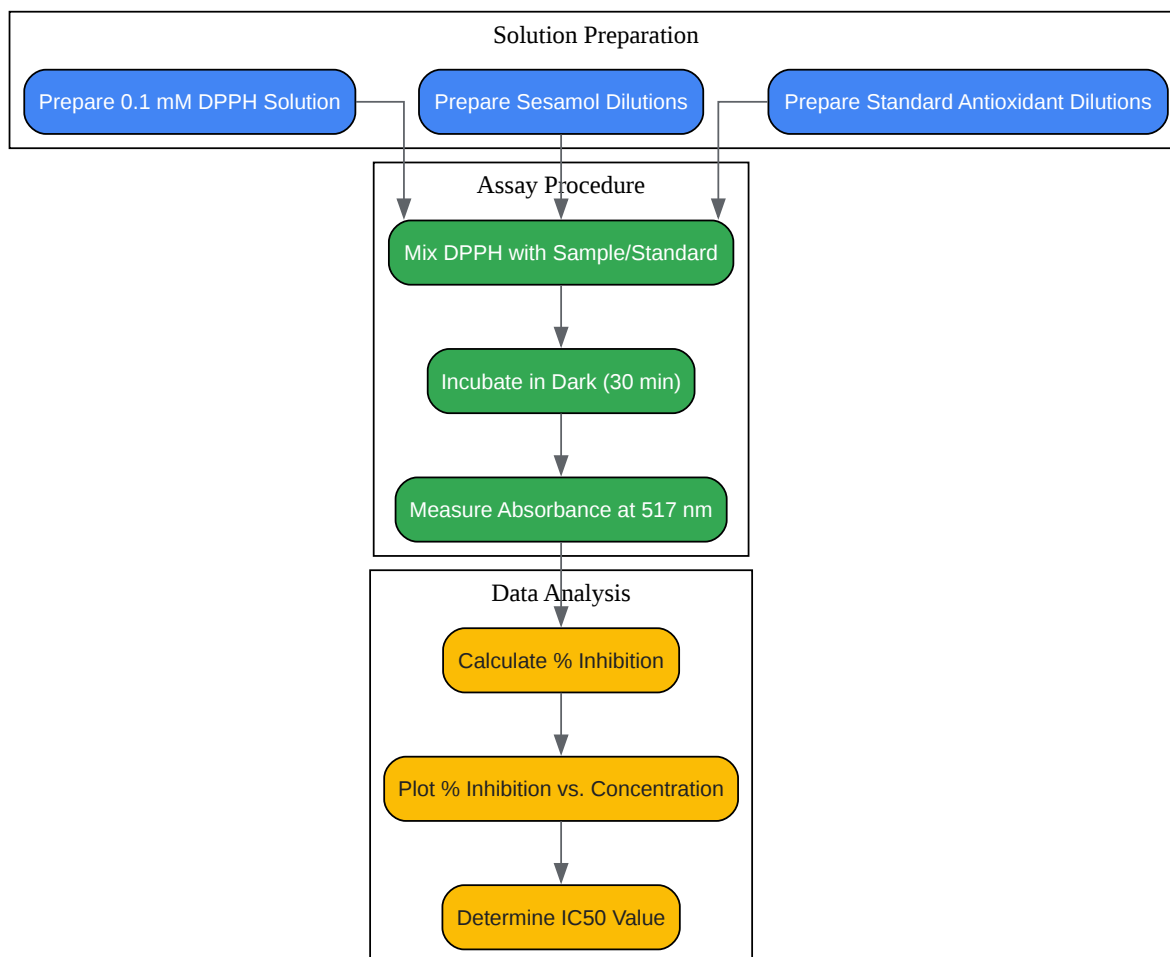 Solution Preparation
Prepare 0.1 mM DPPH Solution
Prepare Sesamol Dilutions
Prepare Standard Antioxidant Dilutions
Assay Procedure
Mix DPPH with Sample/Standard
Incubate in Dark (30 min)
Measure Absorbance at 517 nm
Data Analysis
Calculate % Inhibition
Plot % Inhibition vs. Concentration
Determine IC50 Value